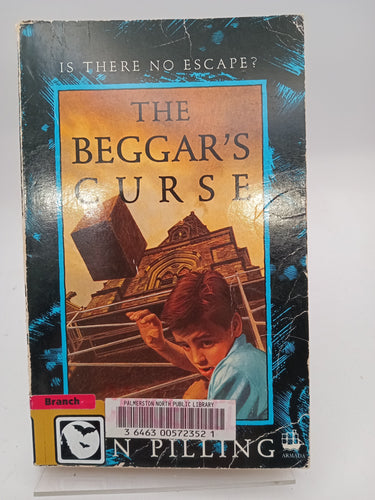 IS THERE NO ESCAPE?
THE
BEGGAR'S
CURSE
Branch
PALMERSTON NORTH PUBLIC LIBRARY
3 6463 00572352 1
N PILLING
ARMADA